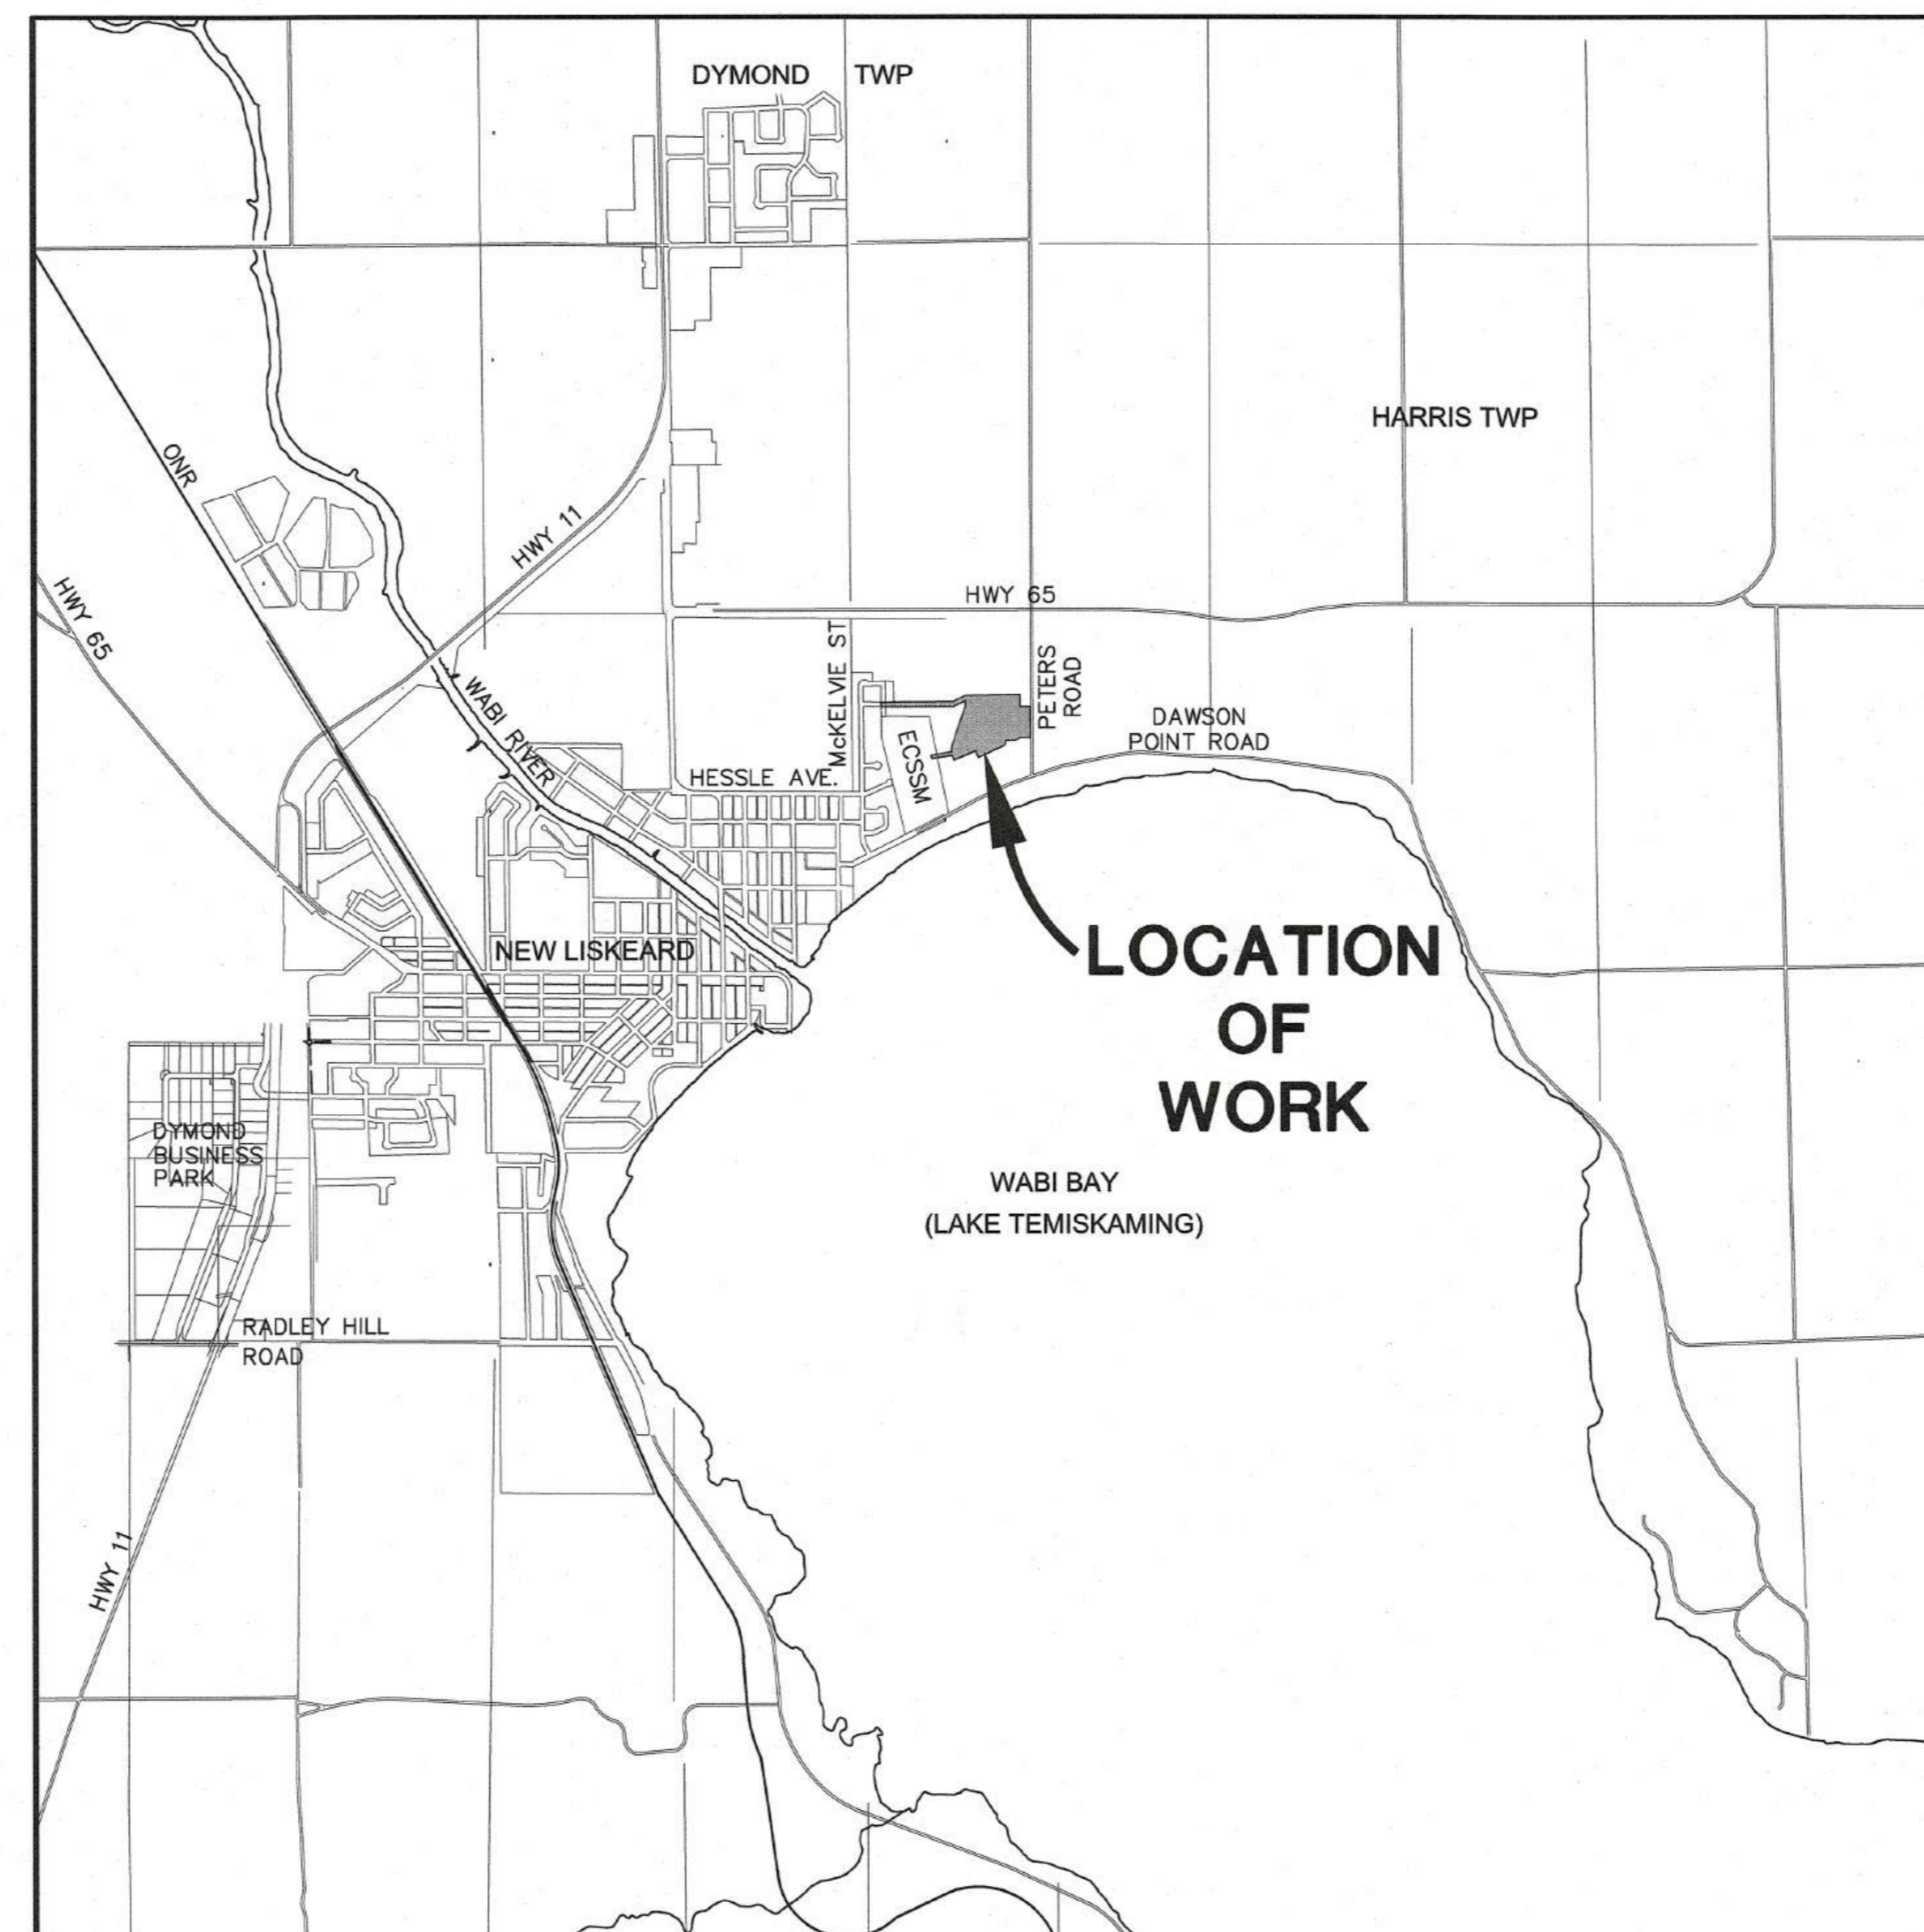 DYMOND TWP
HARRIS TWP
ONR
HWY 11
HWY 65
HWY 65
McKELVIE ST
PETERS
ROAD
WABI RIVER
DAWSON
POINT ROAD
ECSSM
HESSLE AVE.
LOCATION
OF
WORK
NEW LISKEARD
DYMOND
BUSINESS
PARK
WABI BAY
(LAKE TEMISKAMING)
RADLEY HILL
ROAD
HWY 11